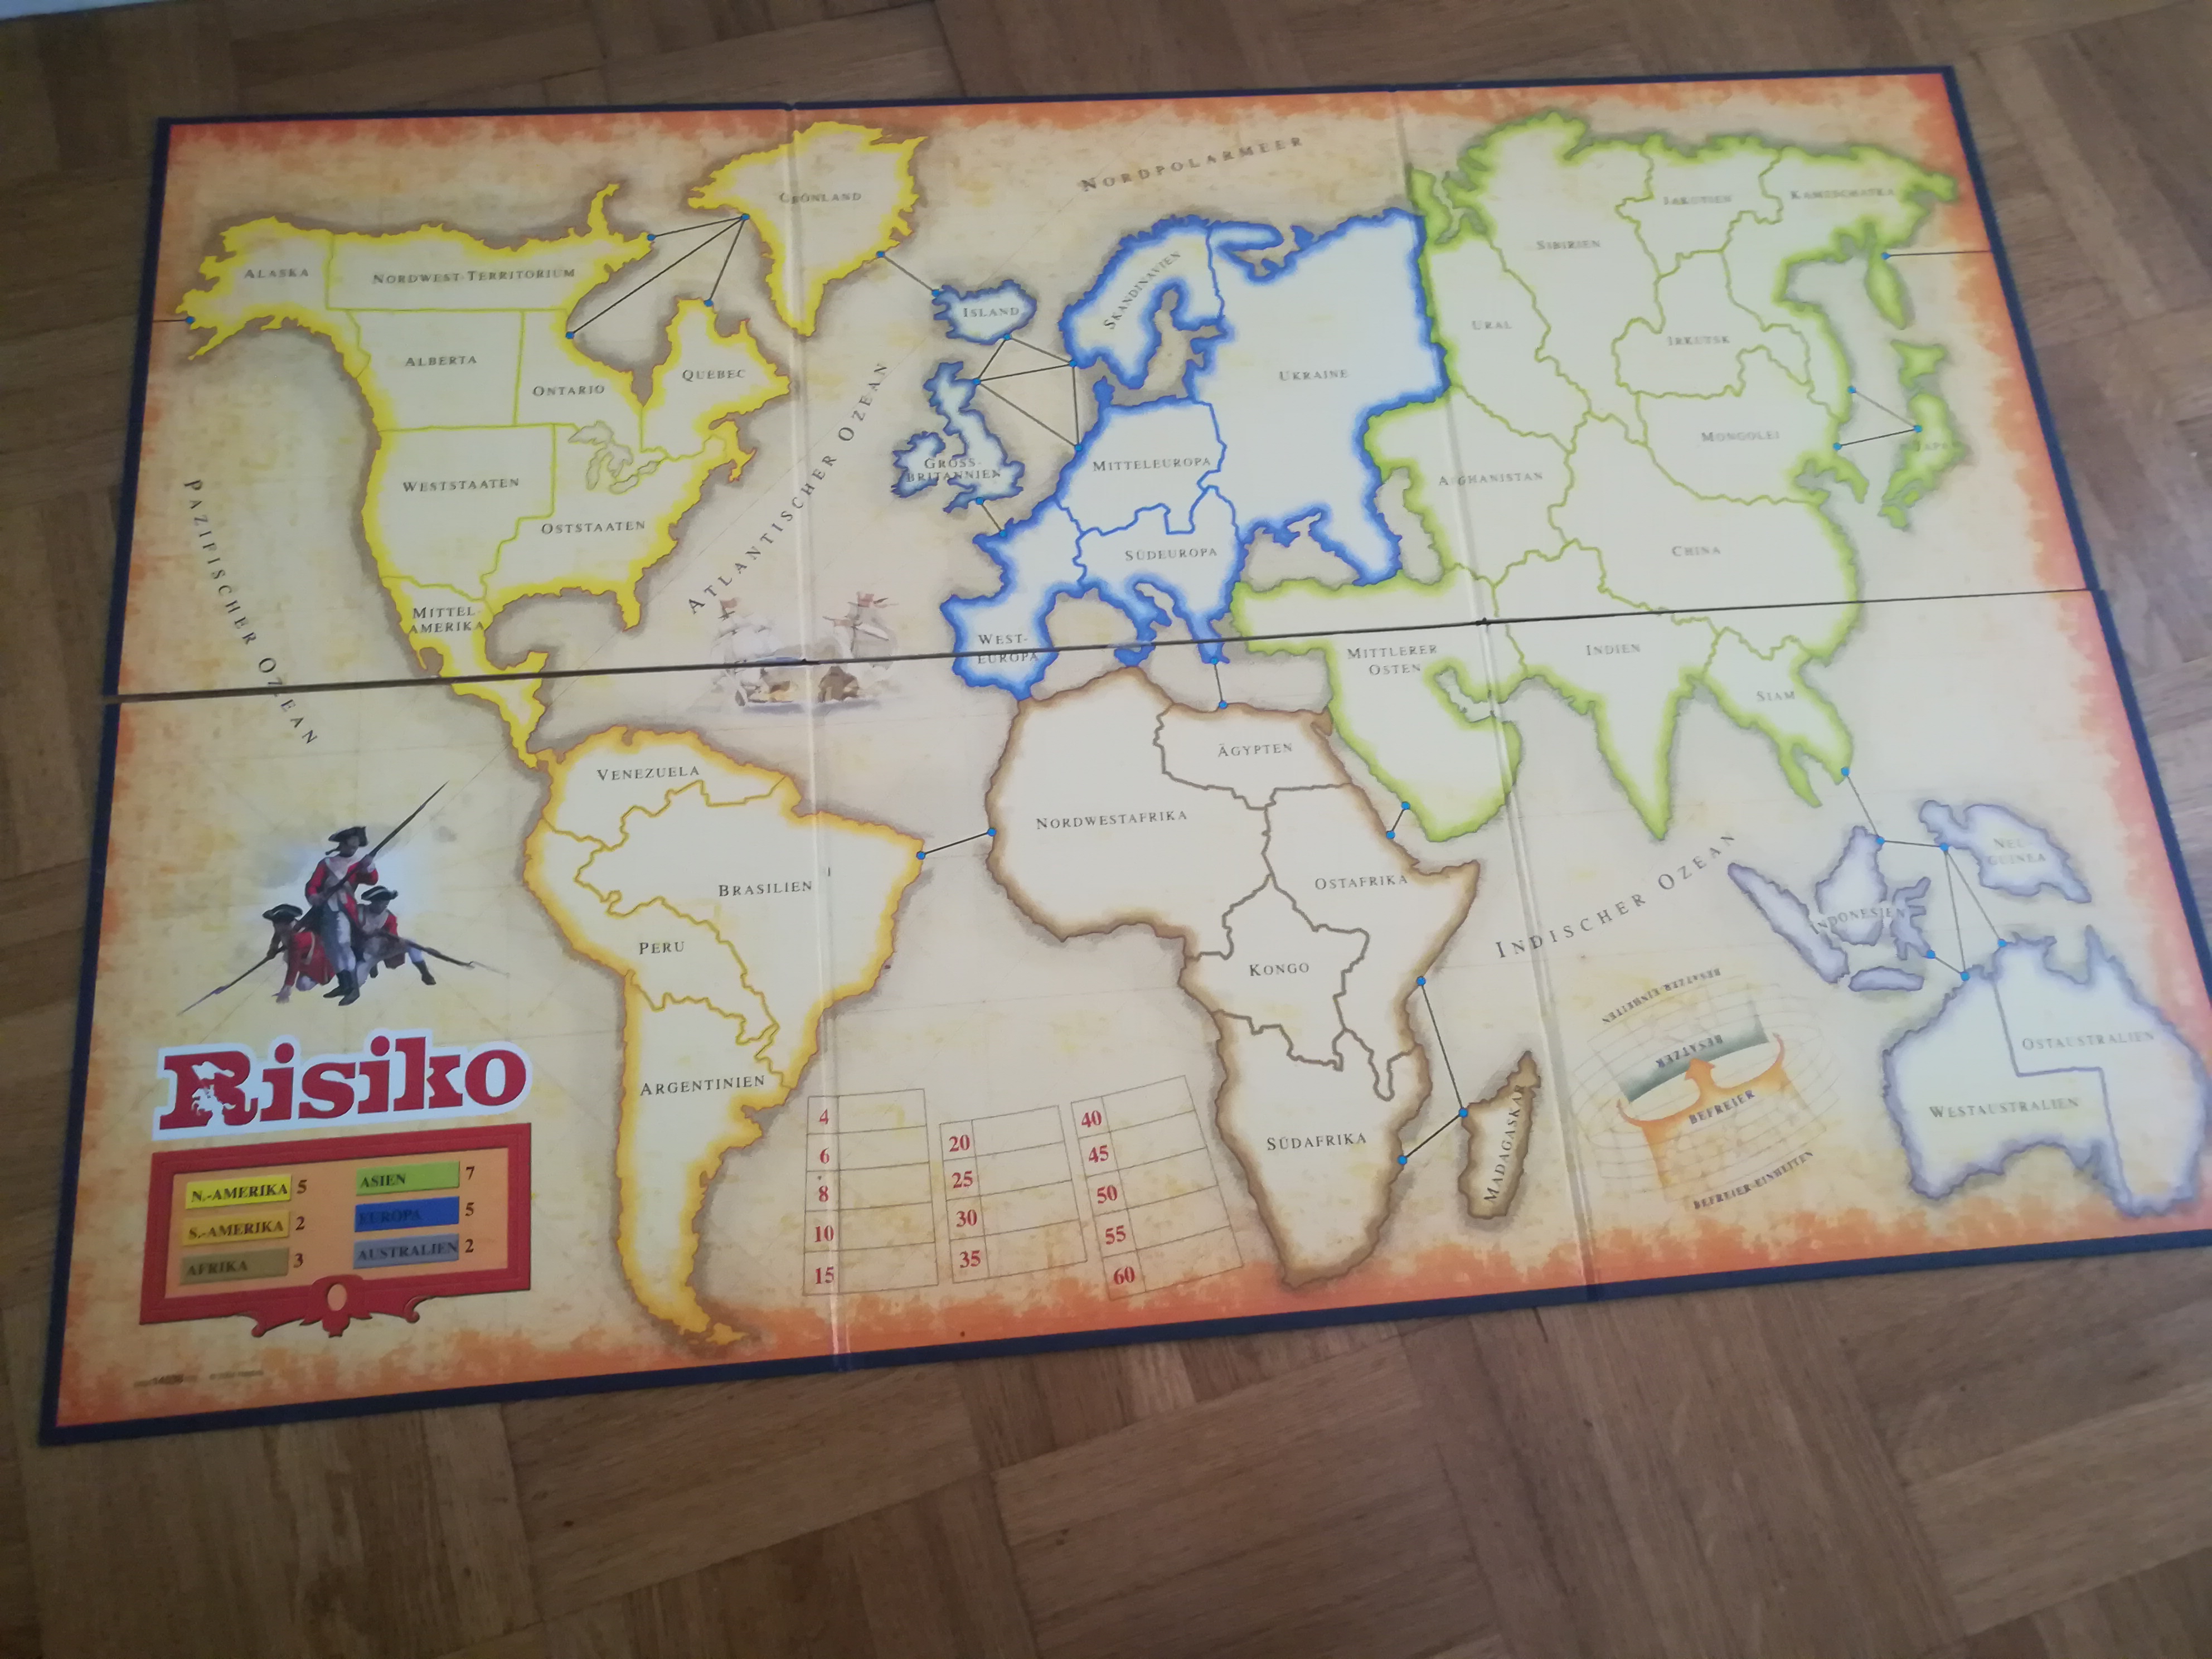 NORDPOLARMEER
GRÖNLAND
ALASKA
NORDWEST-TERRITORIUM
ALBERTA
ONTARIO
QUEBEC
WESTSTAATEN
OSTSTAATEN
MITTEL-
AMERIKA
PAZIFISCHER OZEAN
ATLANTISCHER OZEAN
ISLAND
SKANDINAVIEN
UKRAINE
GROSS-
BRITANNIEN
MITTELEUROPA
SÜDEUROPA
WEST-
EUROPA
JAKUTIEN
KAMTSCHATKA
SIBIRIEN
URAL
IRKUTSK
MONGOLEI
JAPAN
AFGHANISTAN
CHINA
MITTLERER
OSTEN
INDIEN
SIAM
VENEZUELA
BRASILIEN
PERU
ARGENTINIEN
NORDWESTAFRIKA
ÄGYPTEN
OSTAFRIKA
KONGO
SÜDAFRIKA
MADAGASKAR
INDISCHER OZEAN
NEU-
GUINEA
INDONESIEN
OSTAUSTRALIEN
WESTAUSTRALIEN
BESATZER-EINHEITEN
BESATZER
BEFREIER
BEFREIER-EINHEITEN
Risiko
N.-AMERIKA 5
S.-AMERIKA 2
AFRIKA 3
ASIEN 7
EUROPA 5
AUSTRALIEN 2
4
6
8
10
15
20
25
30
35
40
45
50
55
60